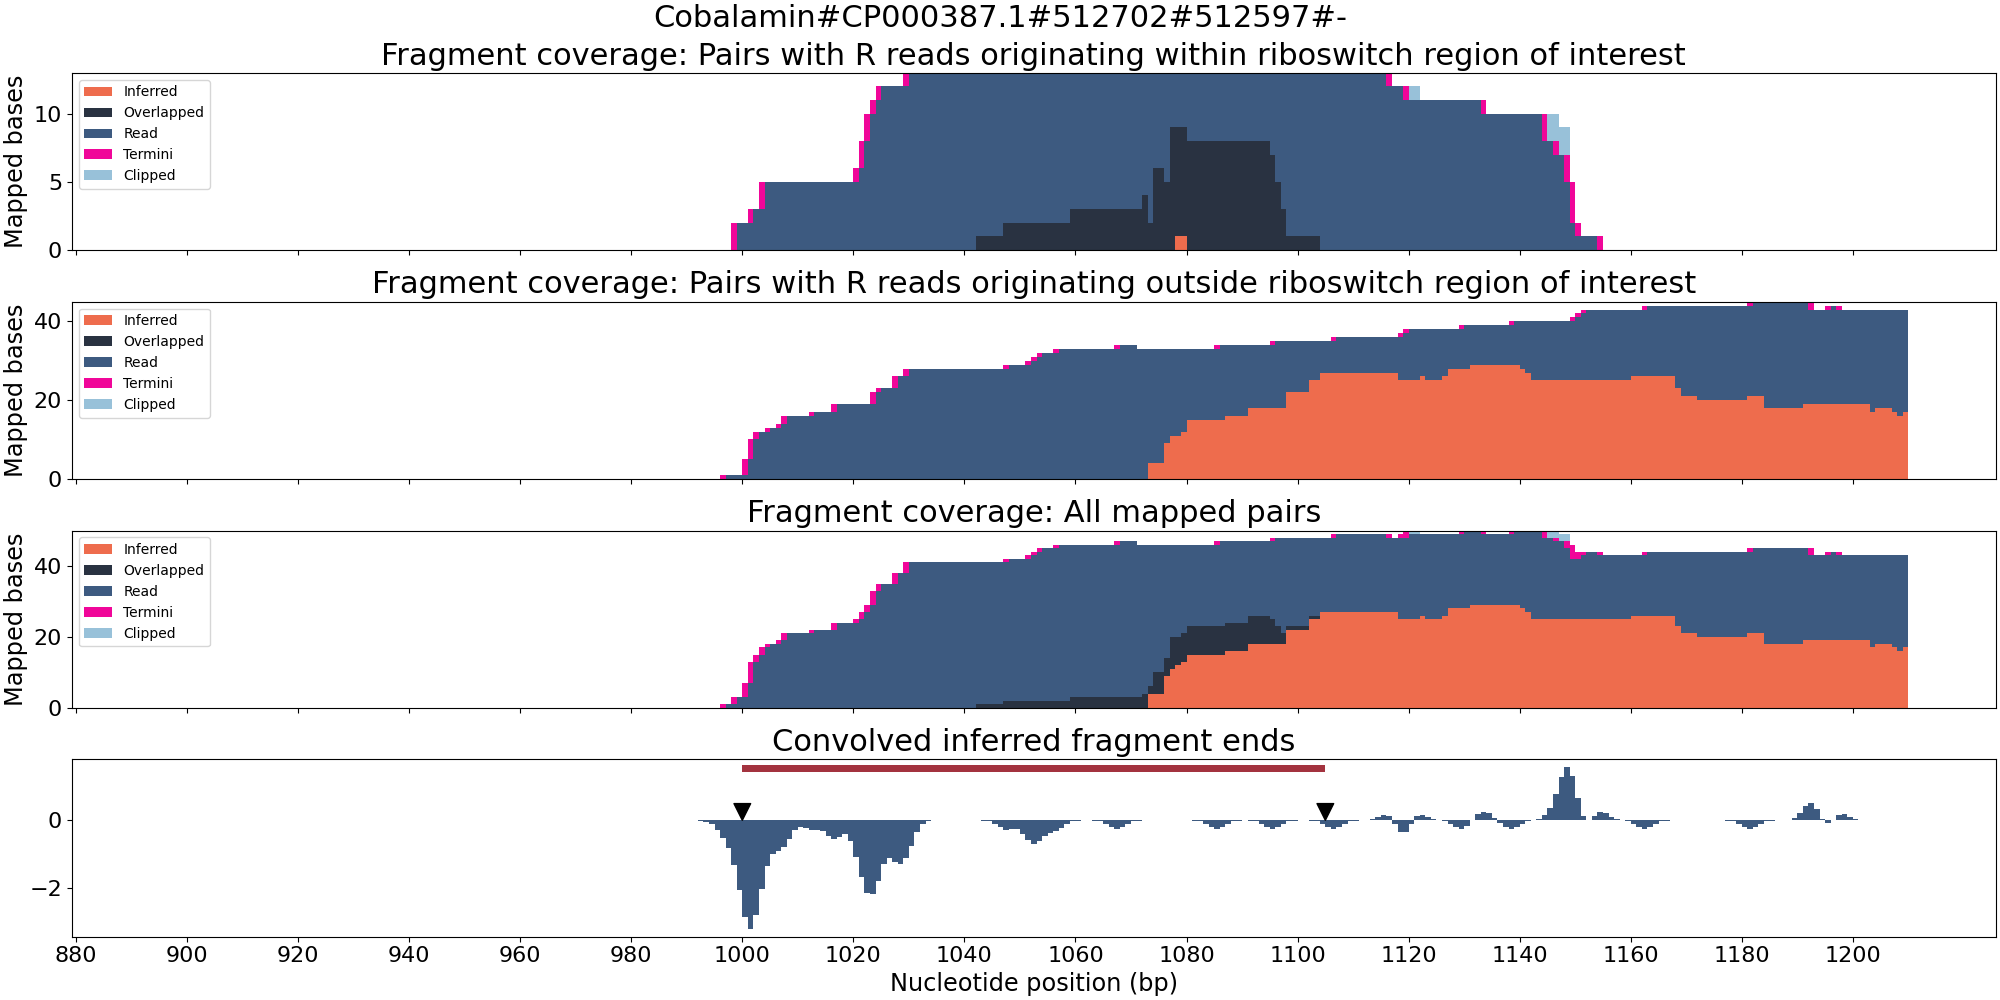 Cobalamin#CP000387.1#512702#512597#-
Fragment coverage: Pairs with R reads originating within riboswitch region of interest
Mapped bases
10
5
0
Inferred
Overlapped
Read
Termini
Clipped
Fragment coverage: Pairs with R reads originating outside riboswitch region of interest
Mapped bases
40
20
0
Inferred
Overlapped
Read
Termini
Clipped
Fragment coverage: All mapped pairs
Mapped bases
40
20
0
Inferred
Overlapped
Read
Termini
Clipped
Convolved inferred fragment ends
0
−2
880 900 920 940 960 980 1000 1020 1040 1060 1080 1100 1120 1140 1160 1180 1200
Nucleotide position (bp)